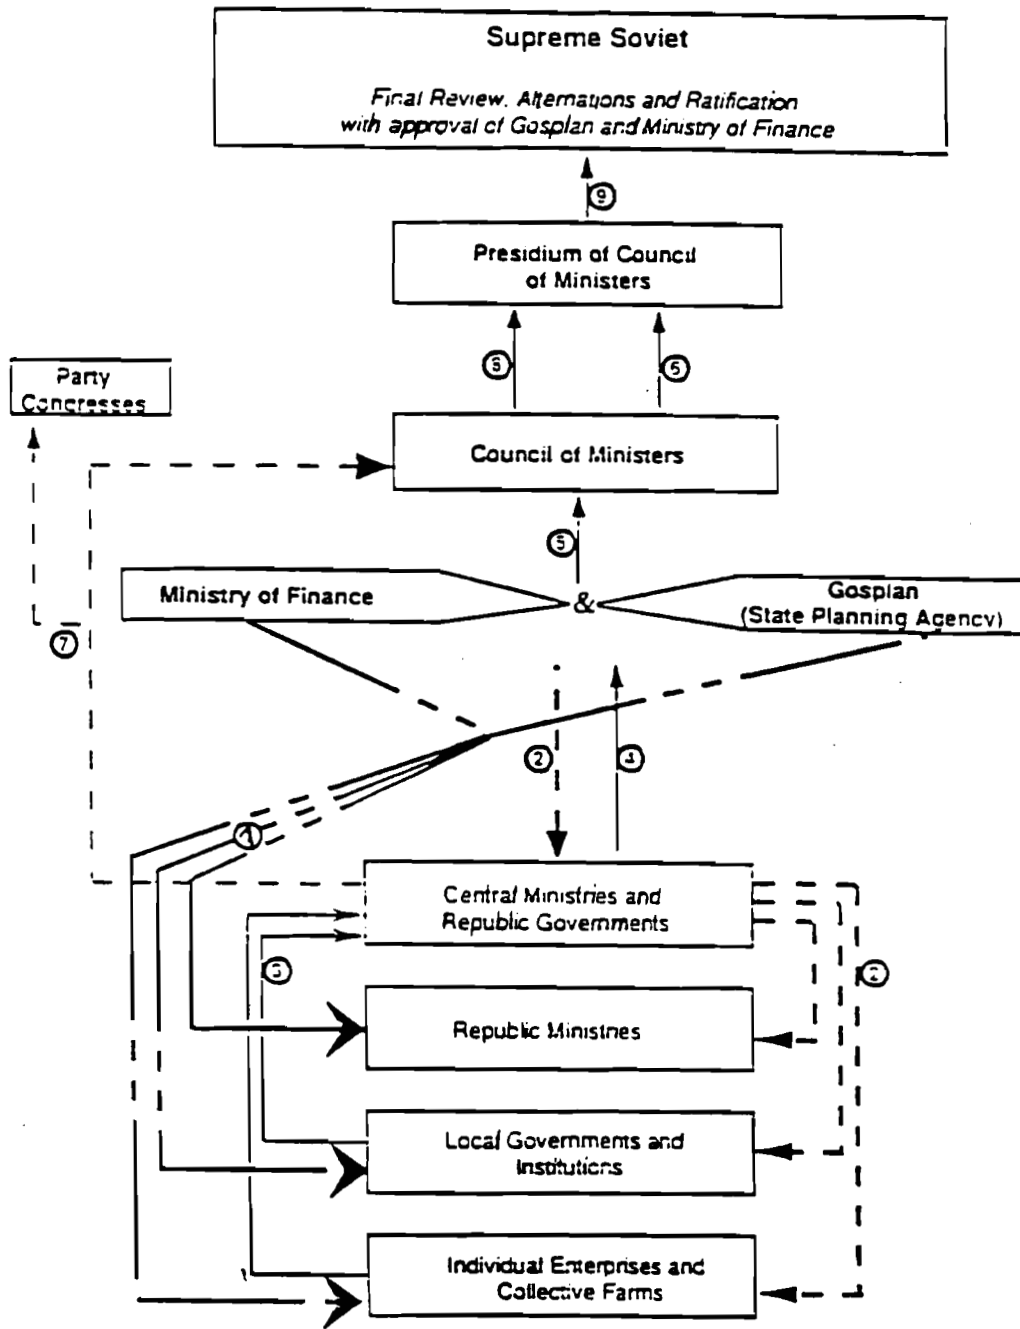 Supreme Soviet
Final Review, Alternations and Ratification
with approval of Gosplan and Ministry of Finance
9
Presidium of Council
of Ministers
8
6
Party
Congresses
Council of Ministers
5
Ministry of Finance
&
Gosplan
(State Planning Agency)
7
2
4
1
Central Ministries and
Republic Governments
3
2
Republic Ministries
Local Governments and
Institutions
Individual Enterprises and
Collective Farms